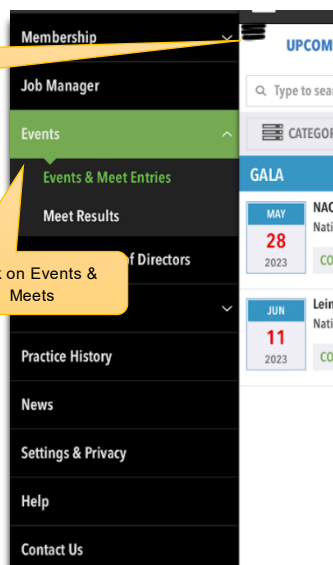 Membership
UPCOM
Job Manager
Type to sear
Events
CATEGOR
Events & Meet Entries
GALA
Meet Results
MAY
28
2023
NAC
Nati
CO
f Directors
on Events &
Meets
JUN
11
2023
Lein
Nati
CO
Practice History
News
Settings & Privacy
Help
Contact Us